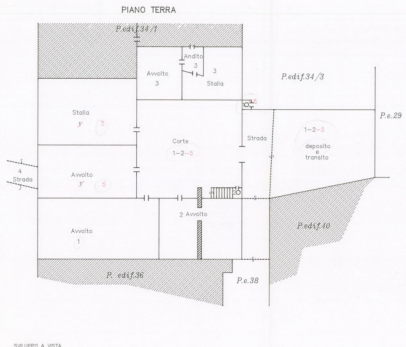 PIANO TERRA
P.edif.34/1
Andito
3
Avvolto
3
3
Stalla
P.edif.34/3
P.e.29
Stalla
y
Corte
1-2-3
Strada
1-2-3
deposito
e
transito
4
Strada
Avvolto
y
2 Avvolto
Avvolto
1
P.edif.40
P. edif.36
P.e.38
SVILUPPO A VISTA